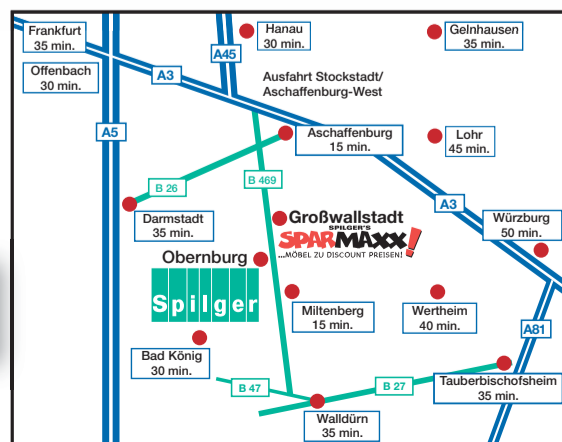 Frankfurt
35 min.
Offenbach
30 min.
Hanau
30 min.
Gelnhausen
35 min.
A45
A3
Ausfahrt Stockstadt/
Aschaffenburg-West
A5
Aschaffenburg
15 min.
Lohr
45 min.
B 26
B 469
A3
Darmstadt
35 min.
Großwallstadt
SPILGER'S
SPARMAXX!
...MÖBEL ZU DISCOUNT PREISEN!
Würzburg
50 min.
Obernburg
Spilger
Miltenberg
15 min.
Wertheim
40 min.
A81
Bad König
30 min.
Tauberbischofsheim
35 min.
B 47
B 27
Walldürn
35 min.